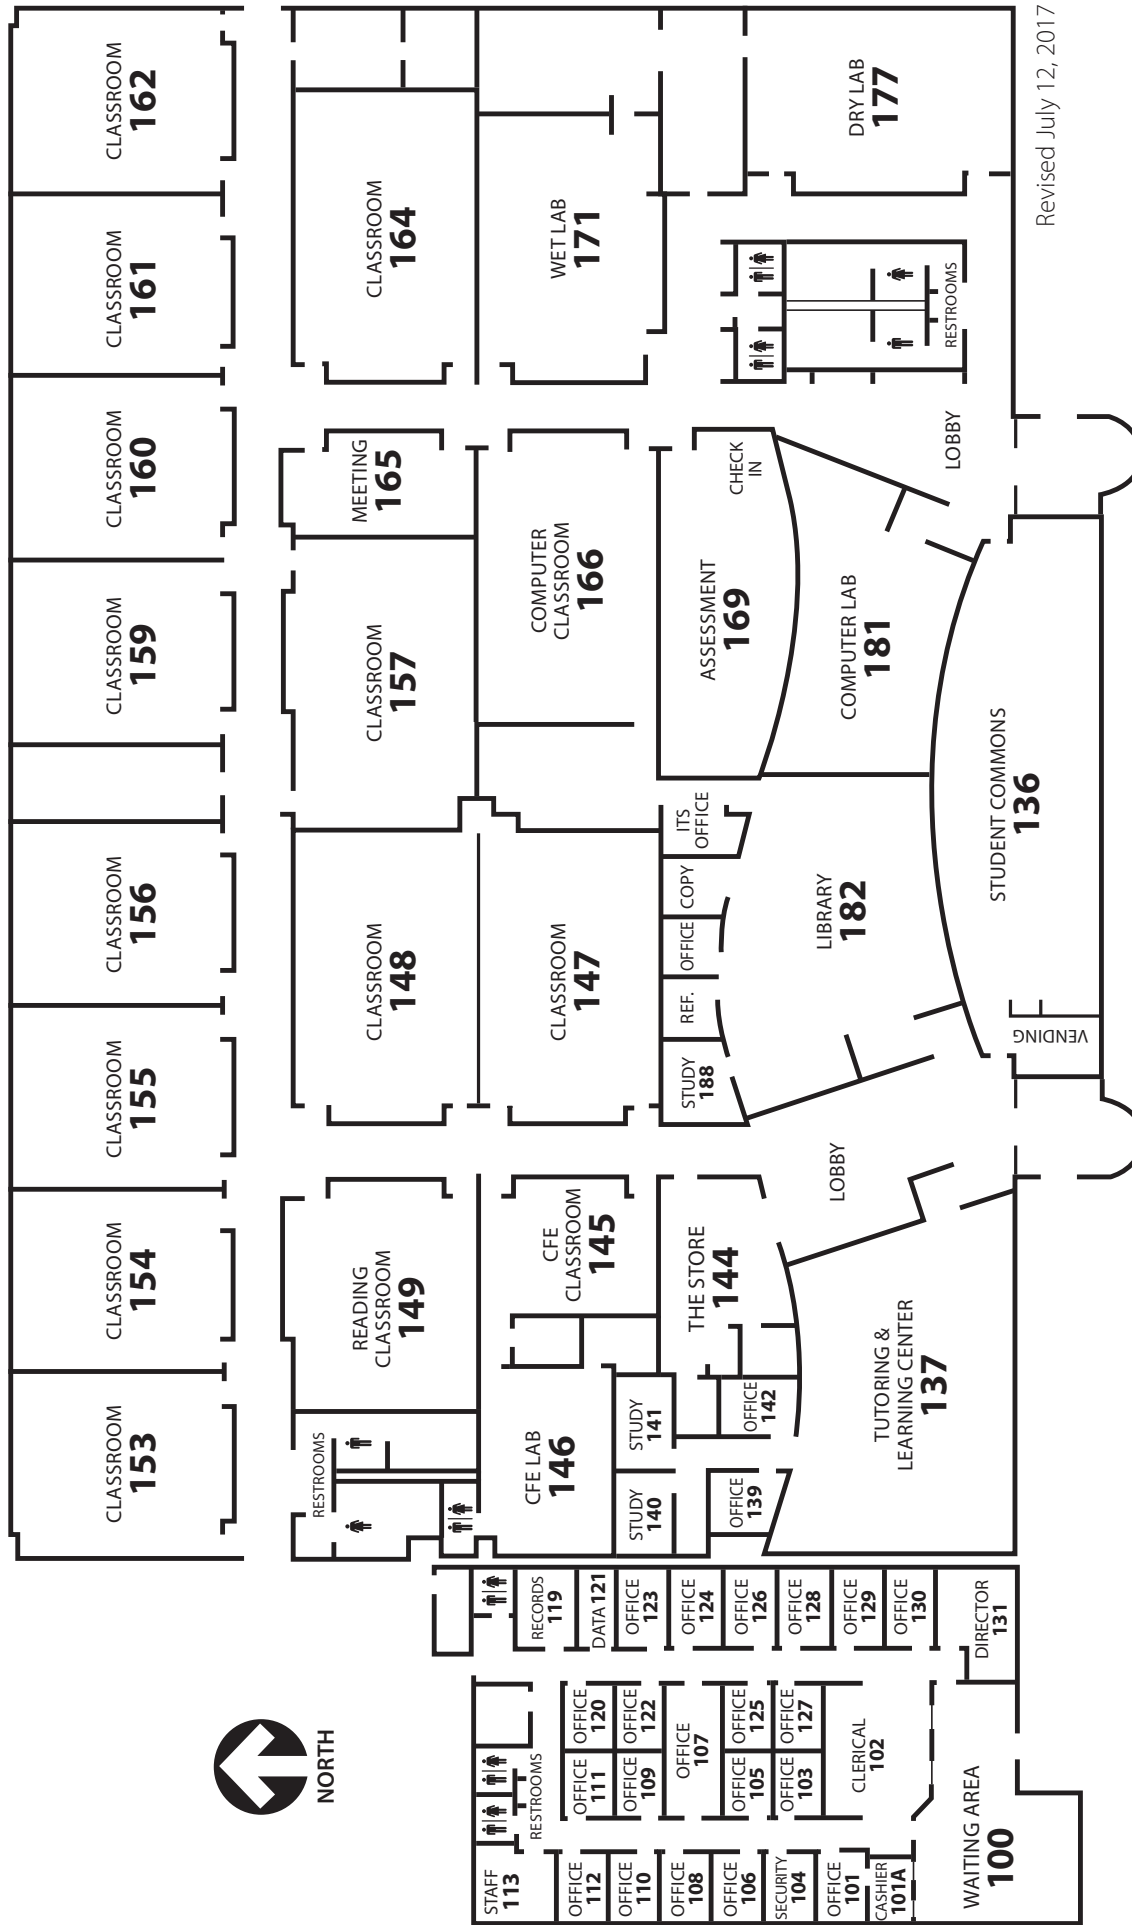 CLASSROOM
153
CLASSROOM
154
CLASSROOM
155
CLASSROOM
156
CLASSROOM
159
CLASSROOM
160
CLASSROOM
161
CLASSROOM
162
RESTROOMS
READING
CLASSROOM
149
CLASSROOM
148
CLASSROOM
157
MEETING
165
CLASSROOM
164
CFE LAB
146
CFE
CLASSROOM
145
CLASSROOM
147
COMPUTER
CLASSROOM
166
WET LAB
171
STUDY
140
STUDY
141
OFFICE
139
OFFICE
142
THE STORE
144
STUDY
188
REF.
OFFICE
COPY
ITS
OFFICE
ASSESSMENT
169
CHECK
IN
DRY LAB
177
RESTROOMS
TUTORING &
LEARNING CENTER
137
LOBBY
LIBRARY
182
COMPUTER LAB
181
LOBBY
VENDING
STUDENT COMMONS
136
RECORDS
119
DATA 121
OFFICE
123
OFFICE
124
OFFICE
126
OFFICE
128
OFFICE
129
OFFICE
130
DIRECTOR
131
RESTROOMS
OFFICE
120
OFFICE
122
OFFICE
107
OFFICE
125
OFFICE
127
OFFICE
111
OFFICE
109
OFFICE
105
OFFICE
103
CLERICAL
102
STAFF
113
OFFICE
112
OFFICE
110
OFFICE
108
OFFICE
106
SECURITY
104
OFFICE
101
CASHIER
101A
WAITING AREA
100
NORTH
Revised July 12, 2017